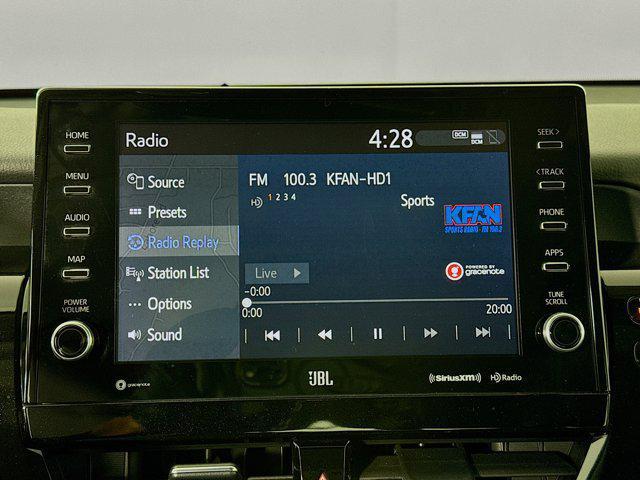 HOME
MENU
AUDIO
MAP
POWER
VOLUME
Radio
4:28
DCM
DCM
Source
Presets
Radio Replay
Station List
Options
Sound
FM 100.3 KFAN-HD1
HD 1 2 3 4
Sports
KFAN
SPORTS RADIO - FM 100.3
Live
POWERED BY
gracenote
-0:00
0:00
20:00
SEEK >
< TRACK
PHONE
APPS
TUNE
SCROLL
gracenote
JBL
((SiriusXM))
HD Radio